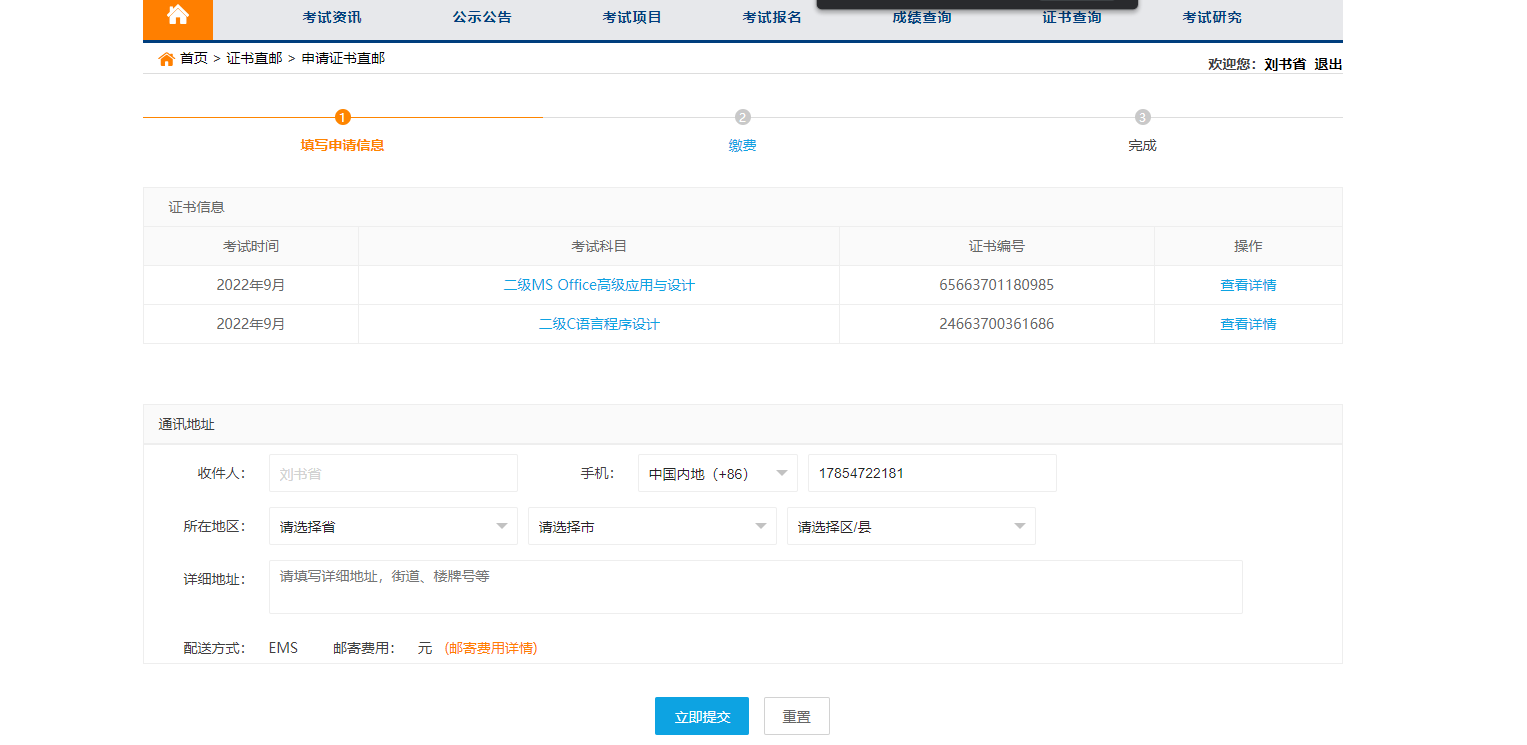 考试资讯 公示公告 考试项目 考试报名 成绩查询 证书查询 考试研究
首页 > 证书直邮 > 申请证书直邮
欢迎您：刘书省 退出
1 2 3
填写申请信息 缴费 完成
证书信息
考试时间 考试科目 证书编号 操作
2022年9月 二级MS Office高级应用与设计 65663701180985 查看详情
2022年9月 二级C语言程序设计 24663700361686 查看详情
通讯地址
收件人： 刘书省 手机： 中国内地（+86） 17854722181
所在地区： 请选择省 请选择市 请选择区/县
详细地址： 请填写详细地址，街道、楼牌号等
配送方式： EMS 邮寄费用： 元 (邮寄费用详情)
立即提交 重置